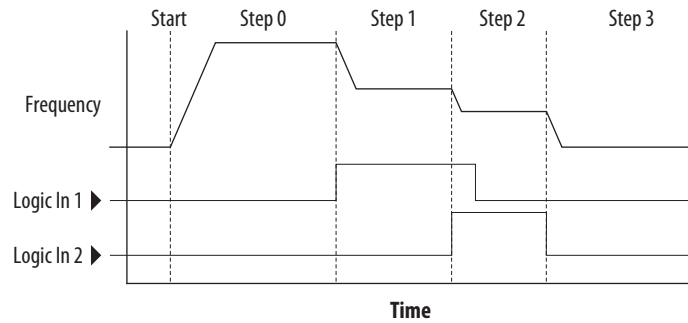 Start Step 0 Step 1 Step 2 Step 3
Frequency
Logic In 1
Logic In 2
Time